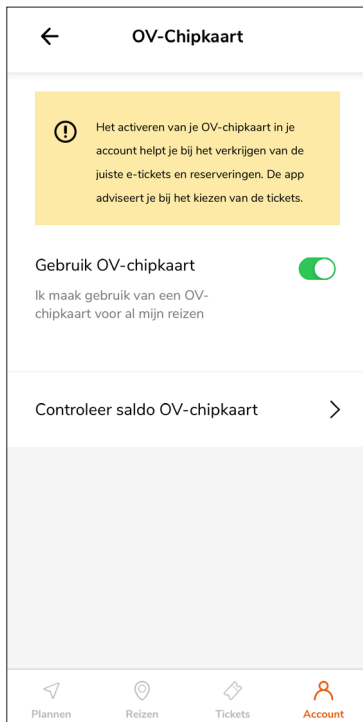 OV-Chipkaart
Het activeren van je OV-chipkaart in je
account helpt je bij het verkrijgen van de
juiste e-tickets en reserveringen. De app
adviseert je bij het kiezen van de tickets.
Gebruik OV-chipkaart
Ik maak gebruik van een OV-
chipkaart voor al mijn reizen
Controleer saldo OV-chipkaart
Plannen Reizen Tickets Account